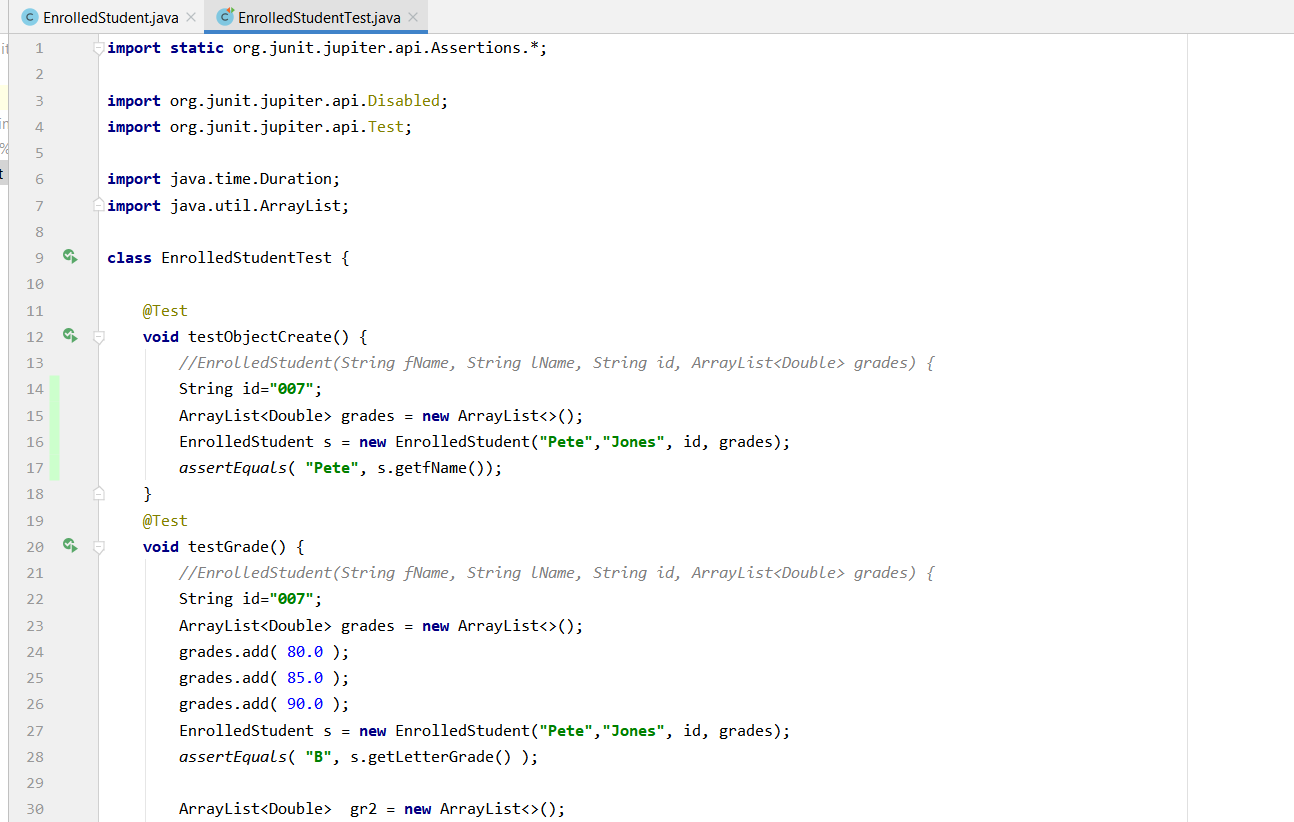 EnrolledStudent.java × EnrolledStudentTest.java ×
1 import static org.junit.jupiter.api.Assertions.*;
2
3 import org.junit.jupiter.api.Disabled;
4 import org.junit.jupiter.api.Test;
5
6 import java.time.Duration;
7 import java.util.ArrayList;
8
9 class EnrolledStudentTest {
10
11     @Test
12     void testObjectCreate() {
13         //EnrolledStudent(String fName, String lName, String id, ArrayList<Double> grades) {
14         String id="007";
15         ArrayList<Double> grades = new ArrayList<>();
16         EnrolledStudent s = new EnrolledStudent("Pete","Jones", id, grades);
17         assertEquals( "Pete", s.getfName());
18     }
19     @Test
20     void testGrade() {
21         //EnrolledStudent(String fName, String lName, String id, ArrayList<Double> grades) {
22         String id="007";
23         ArrayList<Double> grades = new ArrayList<>();
24         grades.add( 80.0 );
25         grades.add( 85.0 );
26         grades.add( 90.0 );
27         EnrolledStudent s = new EnrolledStudent("Pete","Jones", id, grades);
28         assertEquals( "B", s.getLetterGrade() );
29
30         ArrayList<Double>  gr2 = new ArrayList<>();